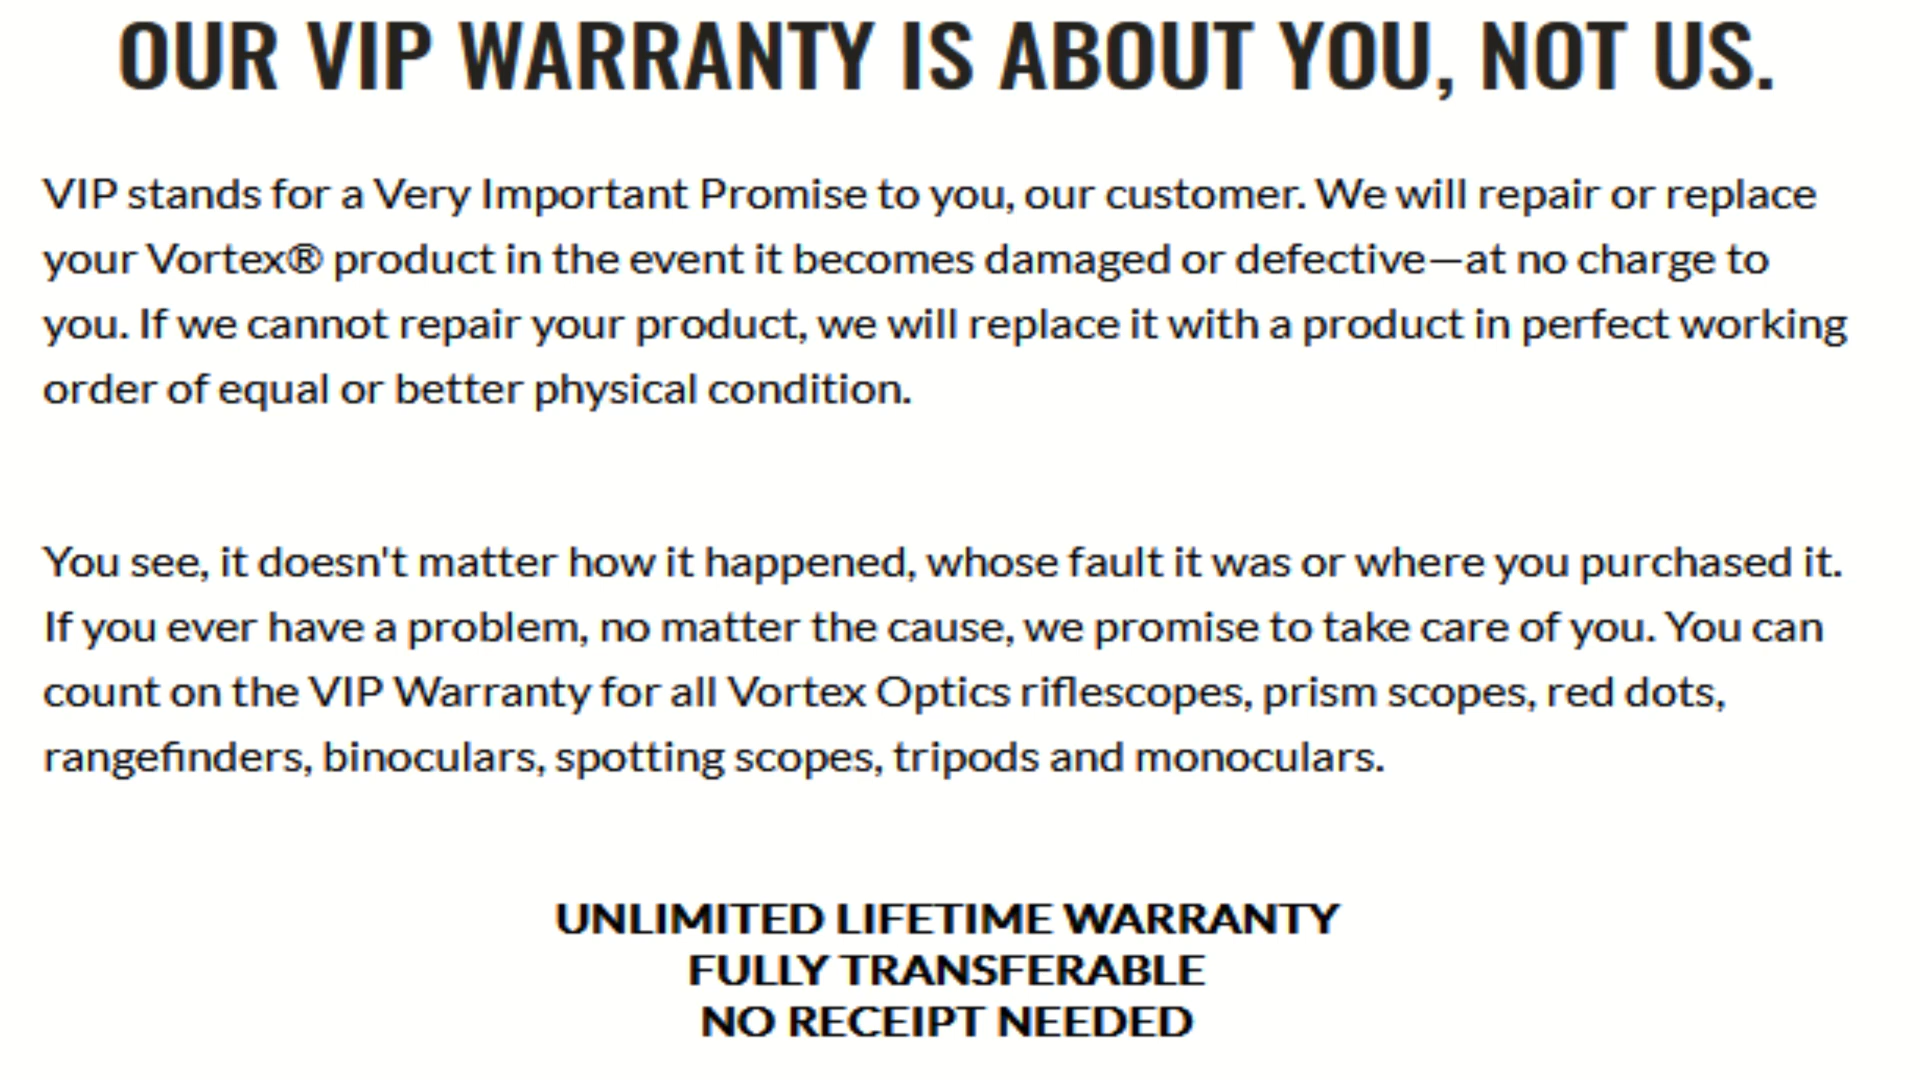 OUR VIP WARRANTY IS ABOUT YOU, NOT US.
VIP stands for a Very Important Promise to you, our customer. We will repair or replace
your Vortex® product in the event it becomes damaged or defective—at no charge to
you. If we cannot repair your product, we will replace it with a product in perfect working
order of equal or better physical condition.
You see, it doesn't matter how it happened, whose fault it was or where you purchased it.
If you ever have a problem, no matter the cause, we promise to take care of you. You can
count on the VIP Warranty for all Vortex Optics riflescopes, prism scopes, red dots,
rangefinders, binoculars, spotting scopes, tripods and monoculars.
UNLIMITED LIFETIME WARRANTY
FULLY TRANSFERABLE
NO RECEIPT NEEDED